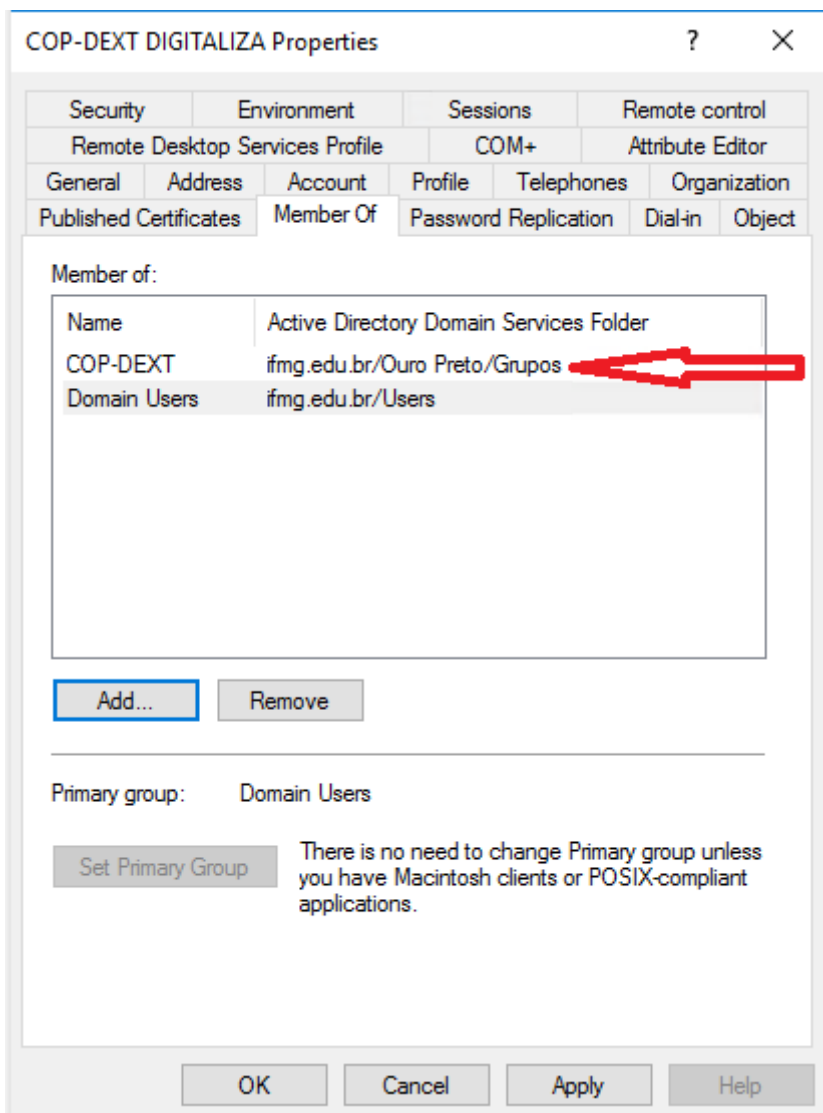 COP-DEXT DIGITALIZA Properties ?
Security Environment Sessions Remote control
Remote Desktop Services Profile COM+ Attribute Editor
General Address Account Profile Telephones Organization
Published Certificates Member Of Password Replication Dial-in Object
Member of:
Name Active Directory Domain Services Folder
COP-DEXT ifmg.edu.br/Ouro Preto/Grupos
Domain Users ifmg.edu.br/Users
Add... Remove
Primary group: Domain Users
Set Primary Group There is no need to change Primary group unless
you have Macintosh clients or POSIX-compliant
applications.
OK Cancel Apply Help